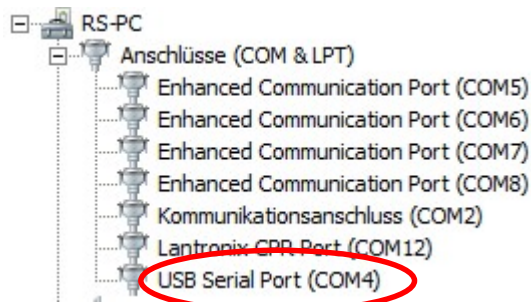 RS-PC
Anschlüsse (COM & LPT)
Enhanced Communication Port (COM5)
Enhanced Communication Port (COM6)
Enhanced Communication Port (COM7)
Enhanced Communication Port (COM8)
Kommunikationsanschluss (COM2)
Lantronix CPR Port (COM12)
USB Serial Port (COM4)